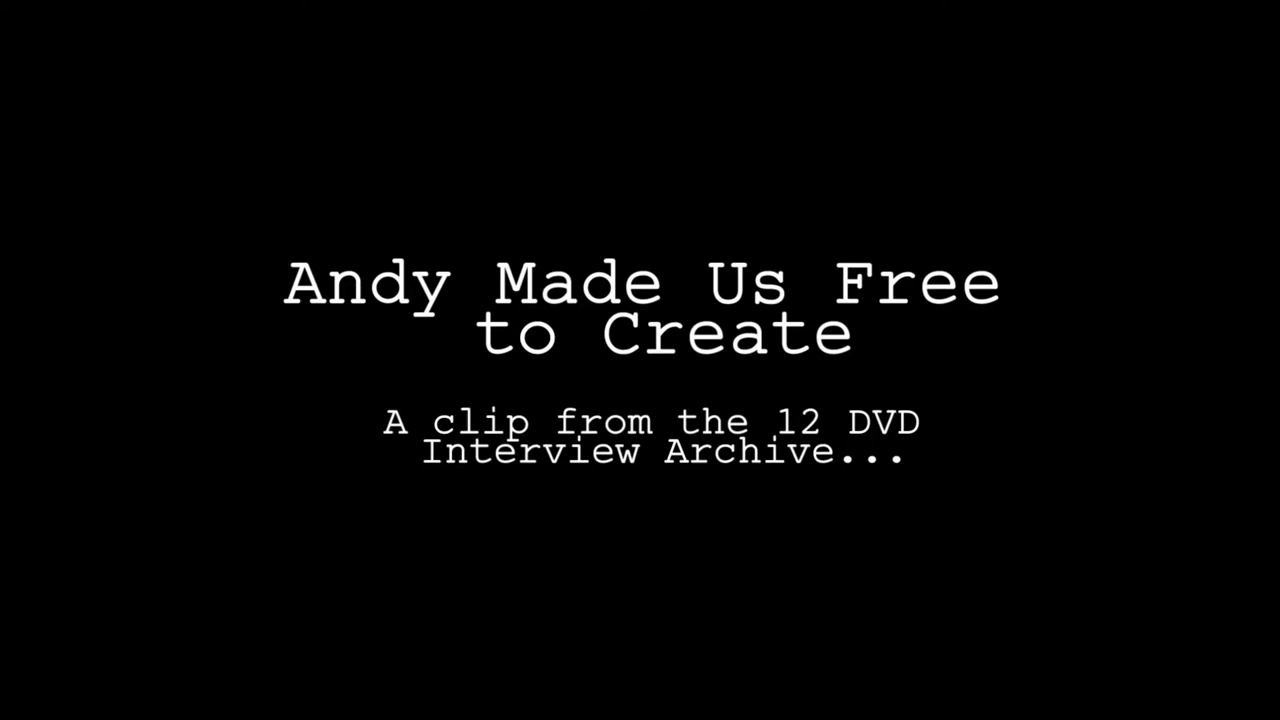 Andy Made Us Free
to Create
A clip from the 12 DVD
Interview Archive...